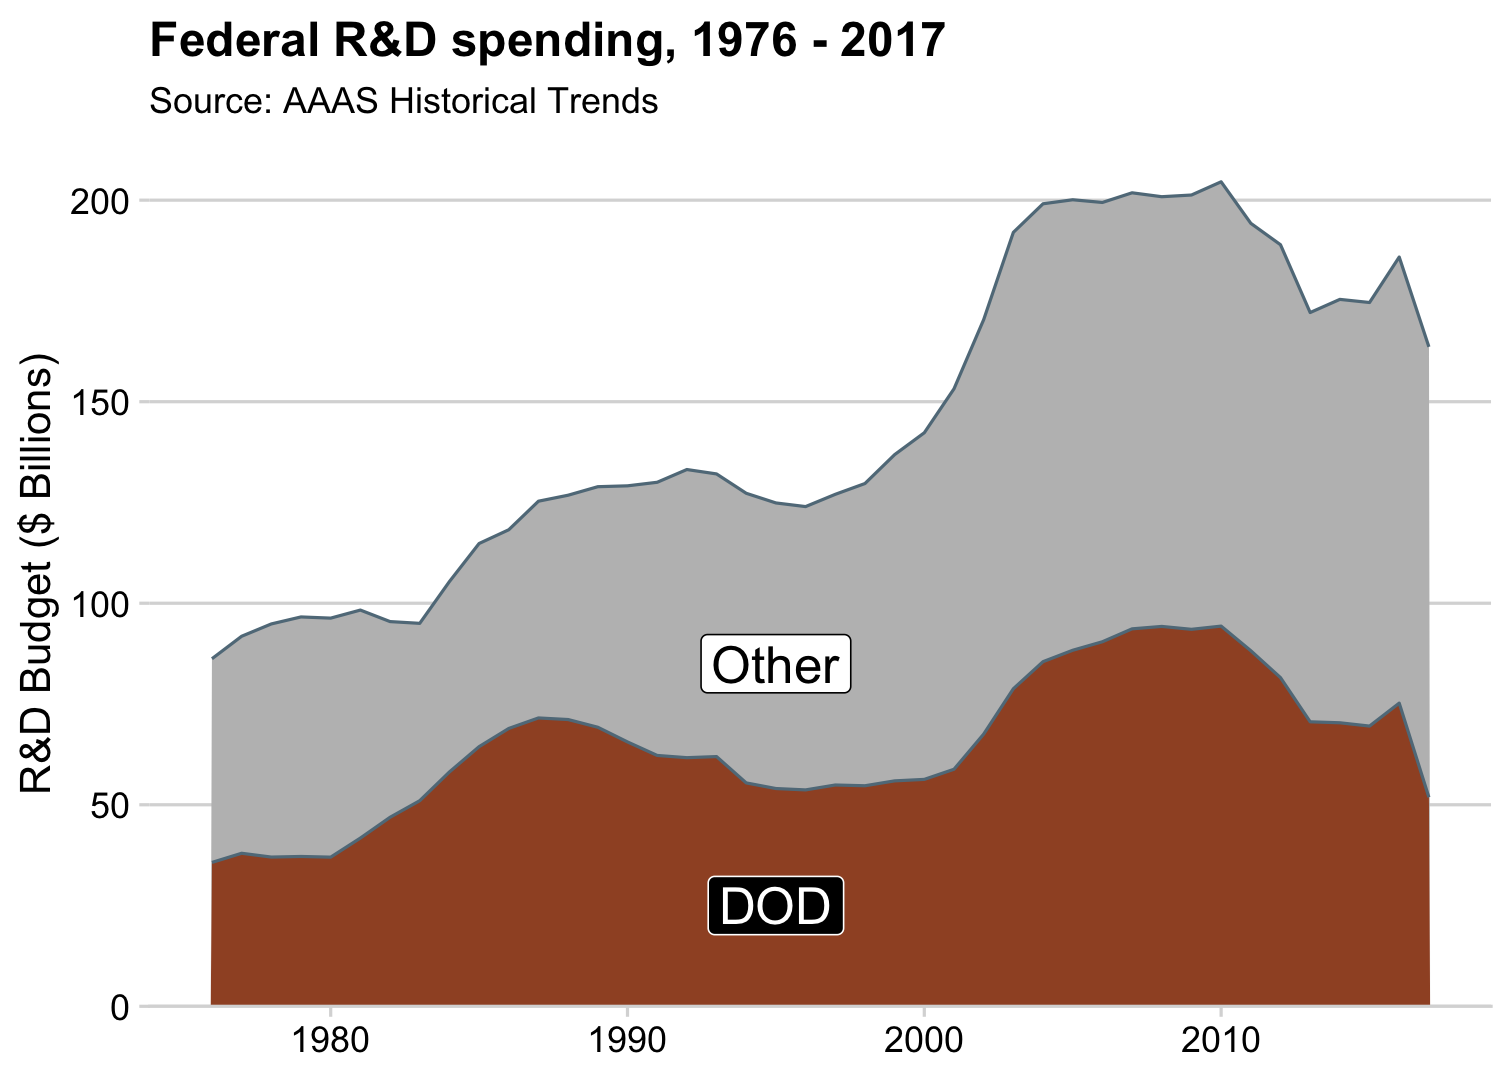 Federal R&D spending, 1976 - 2017
Source: AAAS Historical Trends
R&D Budget ($ Billions)
200
150
100
50
0
Other
DOD
1980
1990
2000
2010